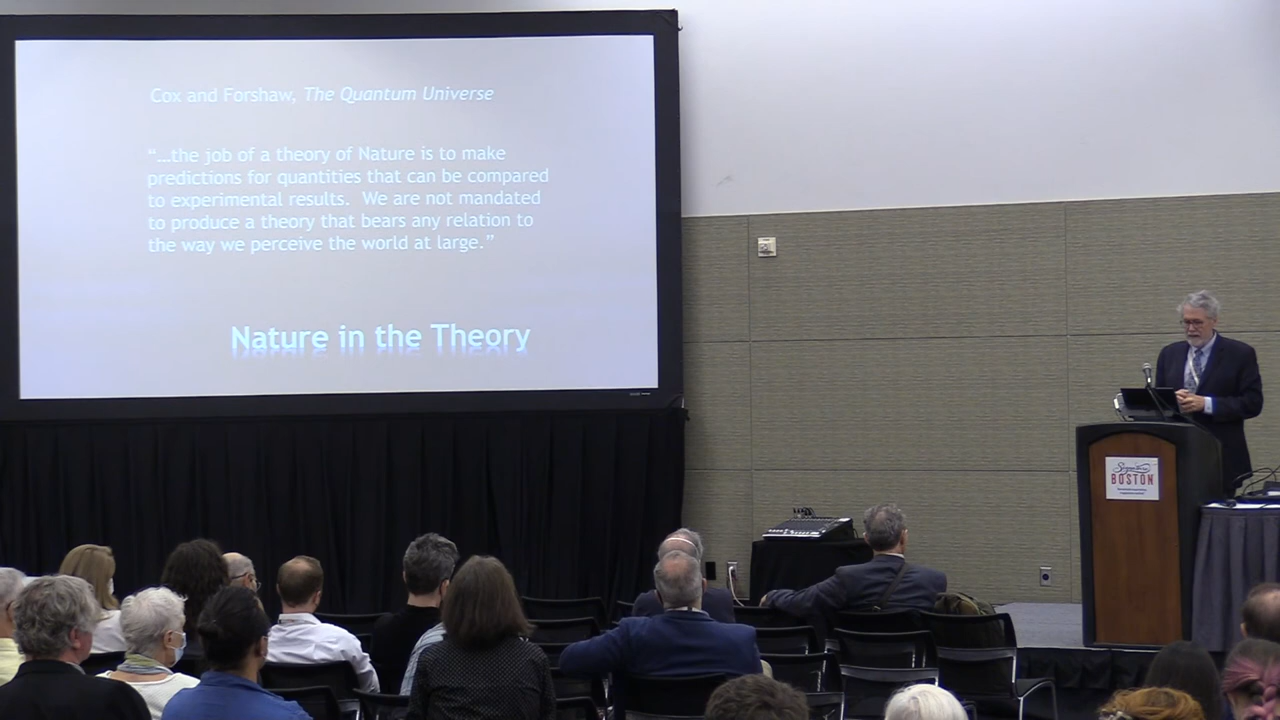 Cox and Forshaw, The Quantum Universe
“…the job of a theory of Nature is to make
predictions for quantities that can be compared
to experimental results.  We are not mandated
to produce a theory that bears any relation to
the way we perceive the world at large.”
Nature in the Theory
Signature
BOSTON